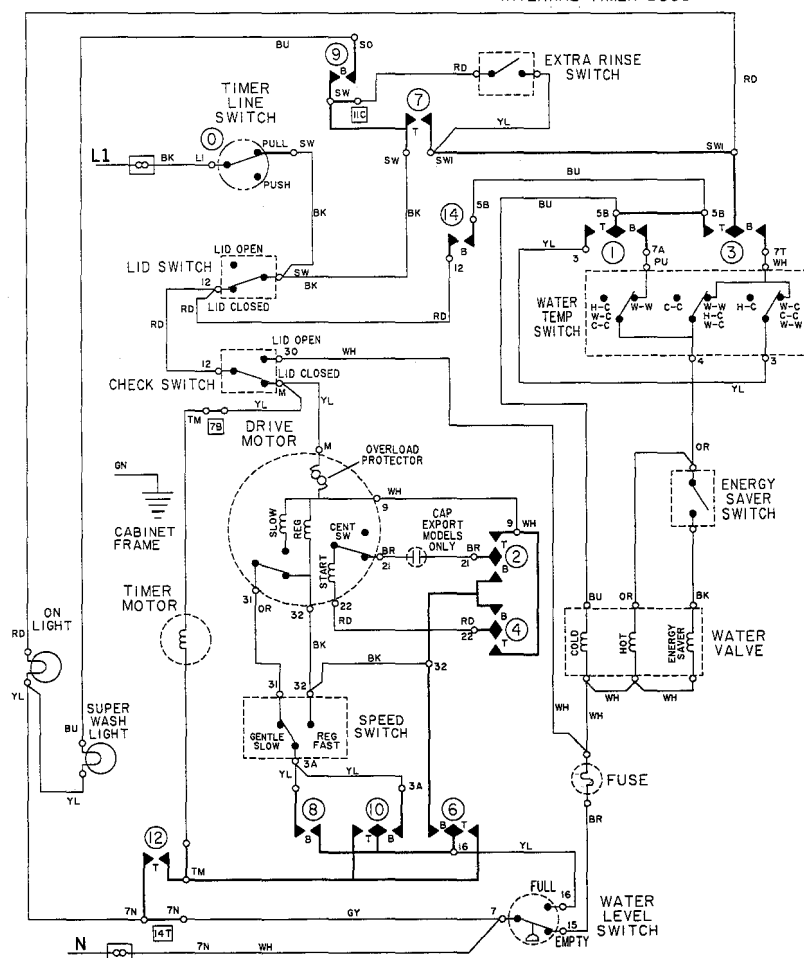 BU
SO
9
B
SW
11C
RD
EXTRA RINSE
SWITCH
RD
TIMER
LINE
SWITCH
7
T
YL
0
PULL
SW
L1
BK
L1
PUSH
SW
SW1
SW1
BK
BK
14
B
5B
12
BU
BU
5B
5B
T
B
T
B
YL
3
1
7A
PU
3
7T
WH
LID OPEN
LID SWITCH
12
SW
BK
LID CLOSED
RD
RD
RD
WATER
TEMP
SWITCH
H-C
W-C
C-C
W-W
C-C
W-W
H-C
W-C
H-C
W-C
C-C
W-W
4
3
YL
LID OPEN
30
WH
12
LID CLOSED
M
CHECK SWITCH
YL
YL
TM
7B
DRIVE
MOTOR
M
OVERLOAD
PROTECTOR
OR
GN
CABINET
FRAME
SLOW
REG
START
CENT
SW
9
WH
CAP
EXPORT
MODELS
ONLY
9
WH
T
2
B
BR
21
BR
21
ENERGY
SAVER
SWITCH
31
OR
32
22
RD
RD
22
B
4
T
TIMER
MOTOR
ON
LIGHT
RD
YL
BK
BK
32
BU
OR
BK
COLD
HOT
ENERGY
SAVER
WATER
VALVE
31
32
GENTLE
SLOW
REG
FAST
SPEED
SWITCH
3A
BU
SUPER
WASH
LIGHT
YL
WH
WH
WH
WH
YL
YL
3A
FUSE
BR
8
B
10
T
B
6
B
T
16
YL
12
T
TM
FULL
16
15
EMPTY
WATER
LEVEL
SWITCH
7N
7N
14T
GY
7
N
7N
WH